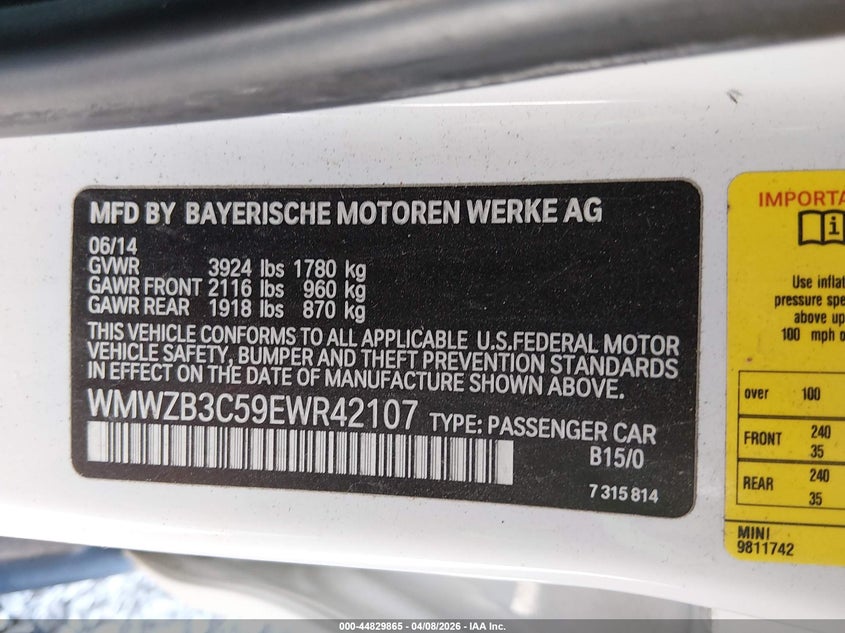 MFD BY BAYERISCHE MOTOREN WERKE AG
06/14
GVWR 3924 lbs 1780 kg
GAWR FRONT 2116 lbs 960 kg
GAWR REAR 1918 lbs 870 kg
THIS VEHICLE CONFORMS TO ALL APPLICABLE U.S.FEDERAL MOTOR
VEHICLE SAFETY, BUMPER AND THEFT PREVENTION STANDARDS
IN EFFECT ON THE DATE OF MANUFACTURE SHOWN ABOVE.
WMWZB3C59EWR42107 TYPE: PASSENGER CAR
B15/0
7 315 814
IMPORTA
Use inflat
pressure spe
above up
100 mph o
over 100
FRONT 240
35
REAR 240
35
MINI
9811742
000-44829865 04/08/2026 - IAA Inc.